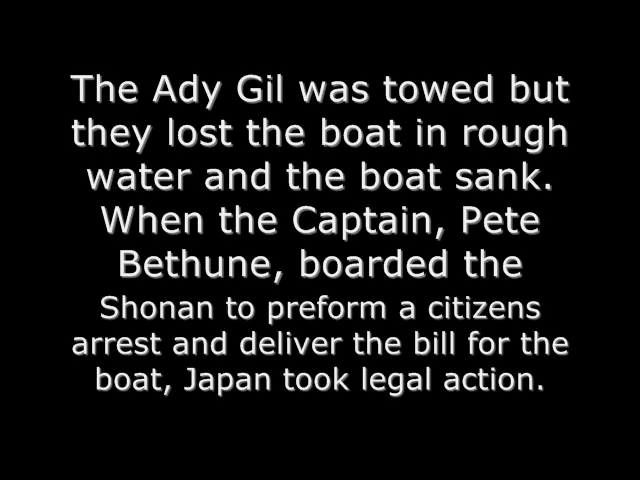 The Ady Gil was towed but
they lost the boat in rough
water and the boat sank.
When the Captain, Pete
Bethune, boarded the
Shonan to preform a citizens
arrest and deliver the bill for the
boat, Japan took legal action.